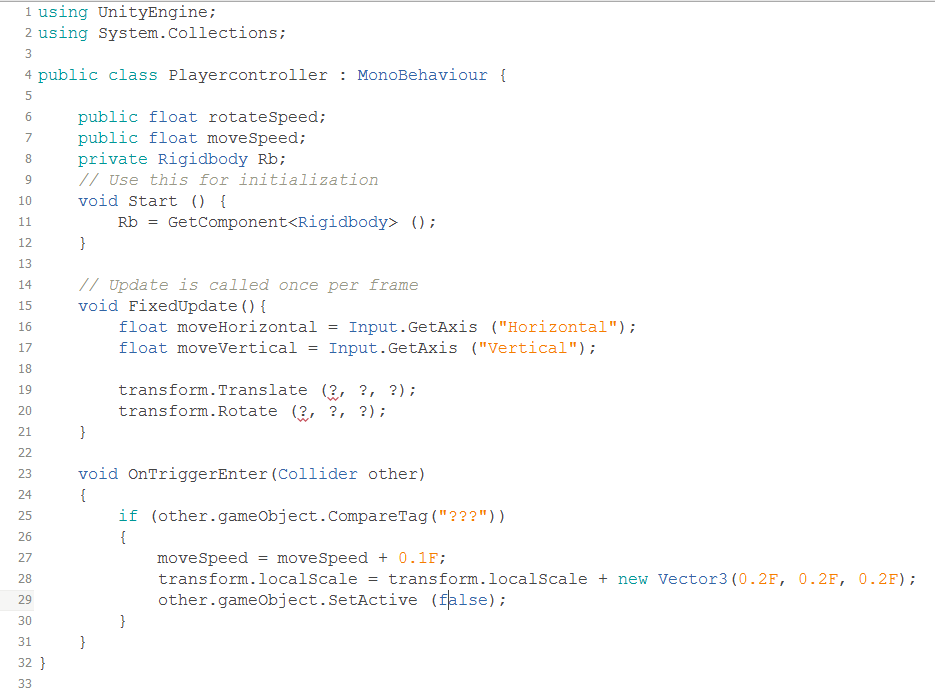 1 using UnityEngine;
2 using System.Collections;
3
4 public class Playercontroller : MonoBehaviour {
5
6     public float rotateSpeed;
7     public float moveSpeed;
8     private Rigidbody Rb;
9     // Use this for initialization
10     void Start () {
11         Rb = GetComponent<Rigidbody> ();
12     }
13
14     // Update is called once per frame
15     void FixedUpdate(){
16         float moveHorizontal = Input.GetAxis ("Horizontal");
17         float moveVertical = Input.GetAxis ("Vertical");
18
19         transform.Translate (?, ?, ?);
20         transform.Rotate (?, ?, ?);
21     }
22
23     void OnTriggerEnter(Collider other)
24     {
25         if (other.gameObject.CompareTag("???"))
26         {
27             moveSpeed = moveSpeed + 0.1F;
28             transform.localScale = transform.localScale + new Vector3(0.2F, 0.2F, 0.2F);
29             other.gameObject.SetActive (false);
30         }
31     }
32 }
33